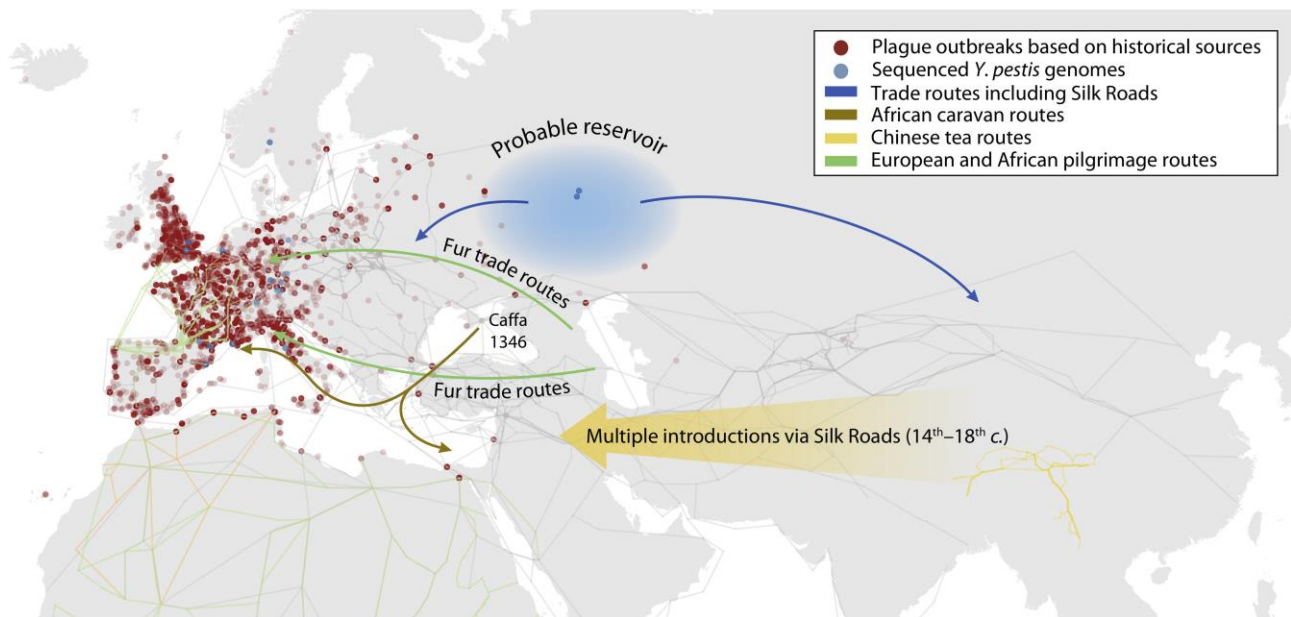 Plague outbreaks based on historical sources
Sequenced Y. pestis genomes
Trade routes including Silk Roads
African caravan routes
Chinese tea routes
European and African pilgrimage routes
Probable reservoir
Fur trade routes
Caffa
1346
Fur trade routes
Multiple introductions via Silk Roads (14th–18th c.)